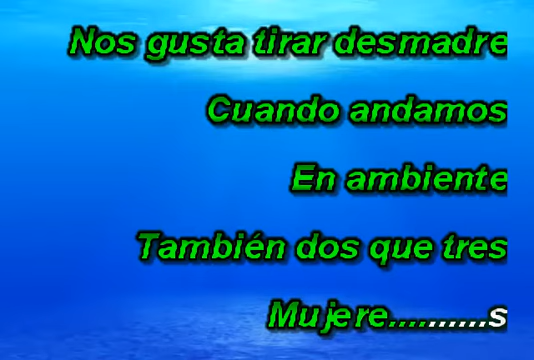 Nos gusta tirar desmadre
Cuando andamos
En ambiente
También dos que tres
Mujere..........s